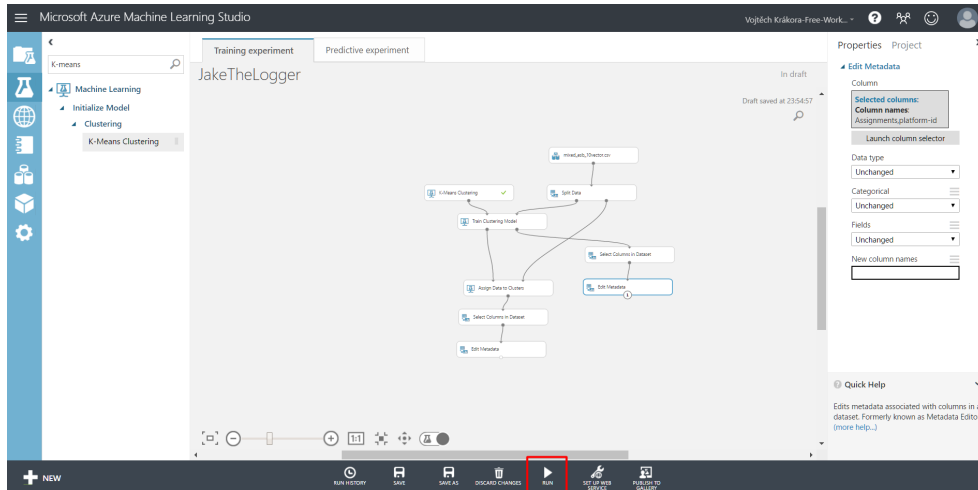 Microsoft Azure Machine Learning Studio
Vojtěch Krákora-Free-Work...
?
K-means
Machine Learning
Initialize Model
Clustering
K-Means Clustering
Training experiment
Predictive experiment
JakeTheLogger
In draft
Draft saved at 23:54:57
K-Means Clustering
Split Data
Train Clustering Model
Select Columns in Dataset
Assign Data to Clusters
Edit Metadata
1
Select Columns in Dataset
Edit Metadata
1:1
Properties Project
Edit Metadata
Column
Selected columns:
Column names:
Assignments,platform-id
Launch column selector
Data type
Unchanged
Categorical
Unchanged
Fields
Unchanged
New column names
Quick Help
Edits metadata associated with columns in a
dataset. Formerly known as Metadata Edito
(more help...)
NEW
RUN HISTORY
SAVE
SAVE AS
DISCARD CHANGES
RUN
SET UP WEB
SERVICE
PUBLISH TO
GALLERY